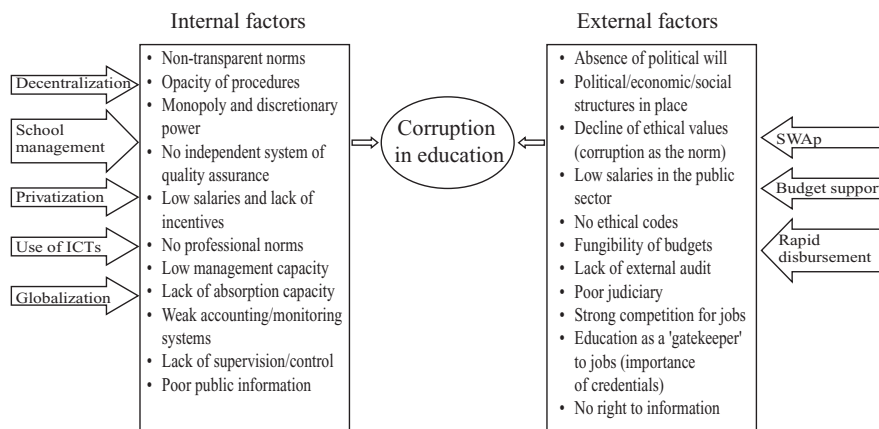 Internal factors
External factors
Decentralization
School
management
Privatization
Use of ICTs
Globalization
• Non-transparent norms
• Opacity of procedures
• Monopoly and discretionary
power
• No independent system of
quality assurance
• Low salaries and lack of
incentives
• No professional norms
• Low management capacity
• Lack of absorption capacity
• Weak accounting/monitoring
systems
• Lack of supervision/control
• Poor public information
Corruption
in education
• Absence of political will
• Political/economic/social
structures in place
• Decline of ethical values
(corruption as the norm)
• Low salaries in the public
sector
• No ethical codes
• Fungibility of budgets
• Lack of external audit
• Poor judiciary
• Strong competition for jobs
• Education as a 'gatekeeper'
to jobs (importance
of credentials)
• No right to information
SWAp
Budget support
Rapid
disbursement